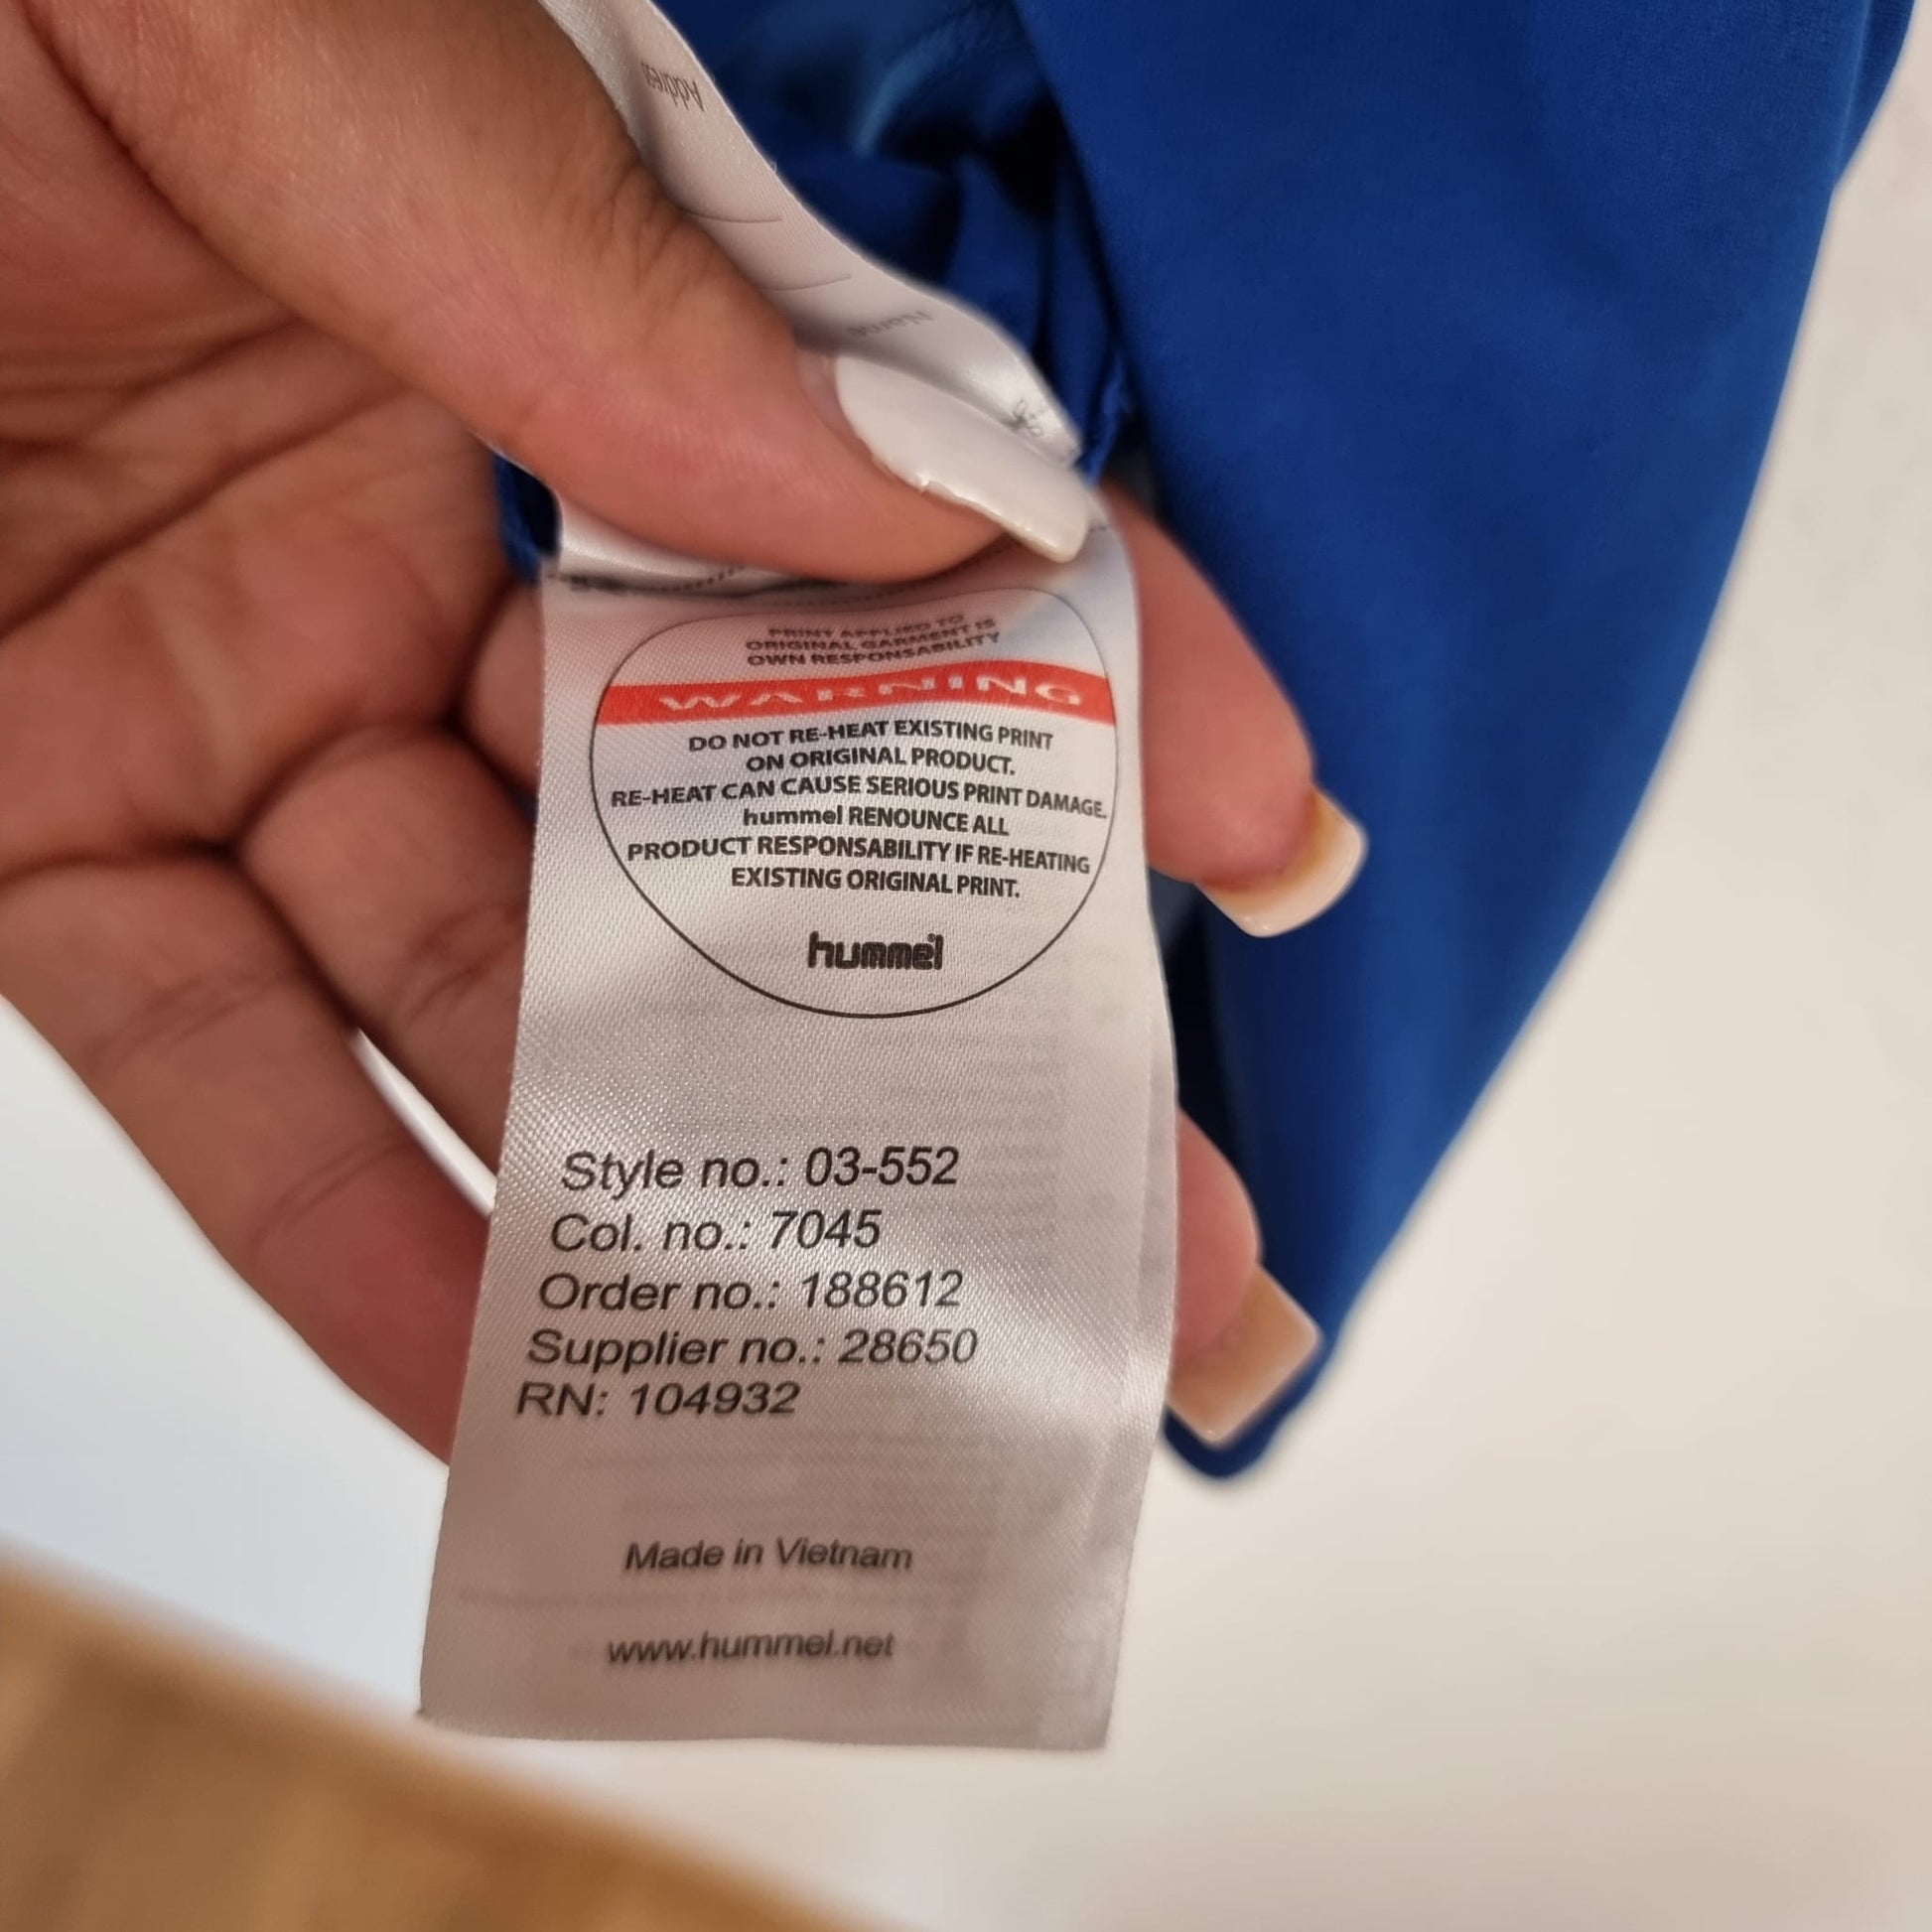 Address
Name
PRINT APPLIED TO
ORIGINAL GARMENT IS
OWN RESPONSABILITY
WARNING
DO NOT RE-HEAT EXISTING PRINT
ON ORIGINAL PRODUCT.
RE-HEAT CAN CAUSE SERIOUS PRINT DAMAGE.
hummel RENOUNCE ALL
PRODUCT RESPONSABILITY IF RE-HEATING
EXISTING ORIGINAL PRINT.
hummel
Style no.: 03-552
Col. no.: 7045
Order no.: 188612
Supplier no.: 28650
RN: 104932
Made in Vietnam
www.hummel.net